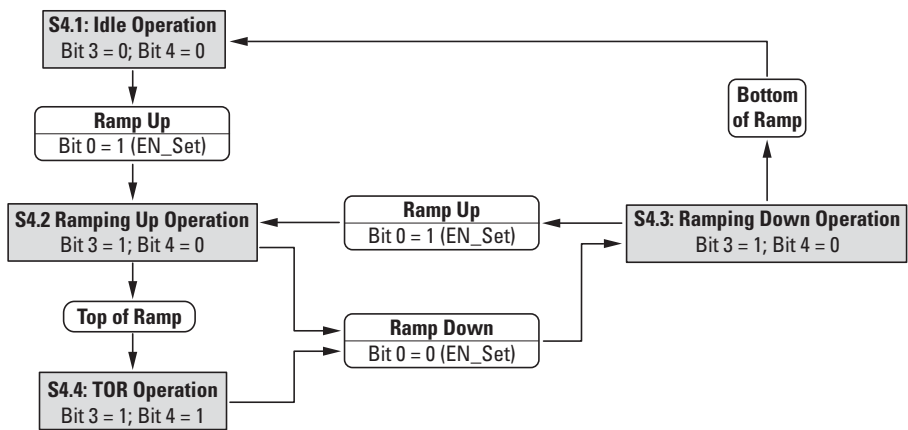 S4.1: Idle Operation
Bit 3 = 0; Bit 4 = 0
Ramp Up
Bit 0 = 1 (EN_Set)
Bottom
of Ramp
S4.2 Ramping Up Operation
Bit 3 = 1; Bit 4 = 0
Ramp Up
Bit 0 = 1 (EN_Set)
S4.3: Ramping Down Operation
Bit 3 = 1; Bit 4 = 0
Top of Ramp
Ramp Down
Bit 0 = 0 (EN_Set)
S4.4: TOR Operation
Bit 3 = 1; Bit 4 = 1